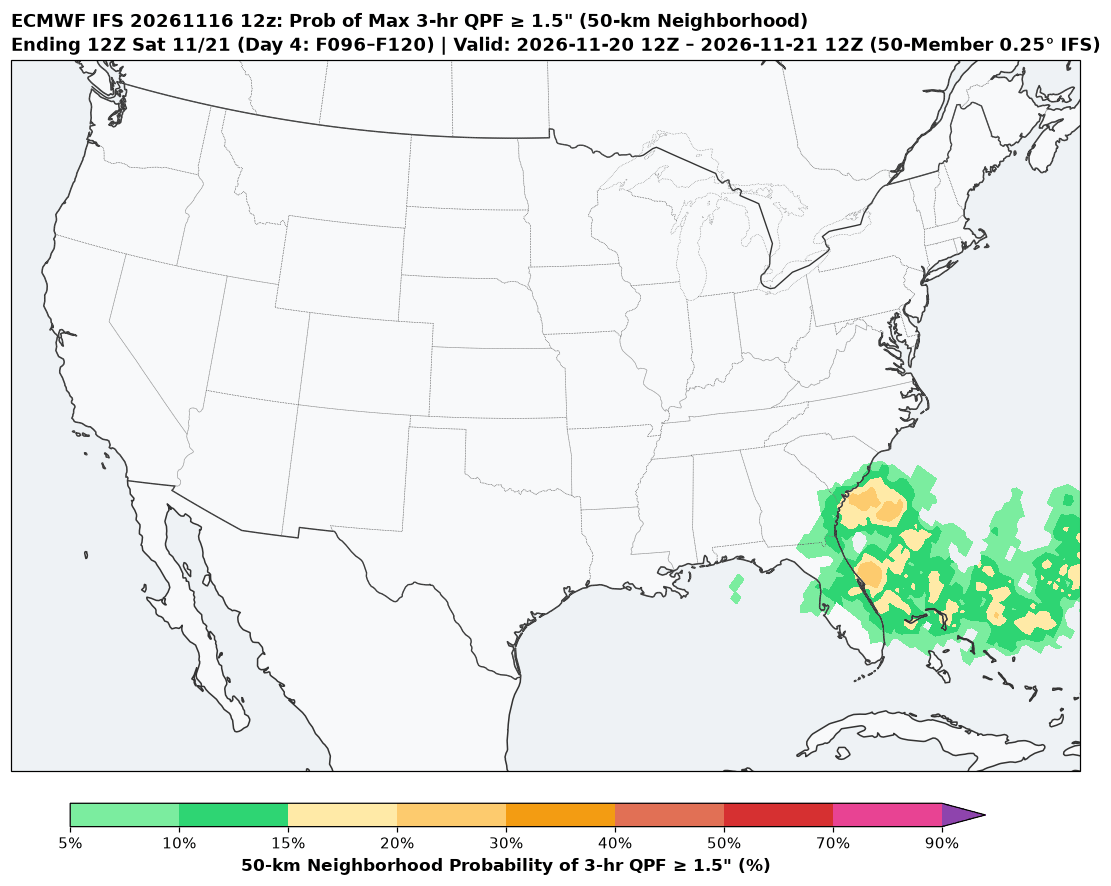 ECMWF IFS 20261116 12z: Prob of Max 3-hr QPF ≥ 1.5" (50-km Neighborhood)
Ending 12Z Sat 11/21 (Day 4: F096–F120) | Valid: 2026-11-20 12Z – 2026-11-21 12Z (50-Member 0.25° IFS)
5% 10% 15% 20% 30% 40% 50% 70% 90%
50-km Neighborhood Probability of 3-hr QPF ≥ 1.5" (%)